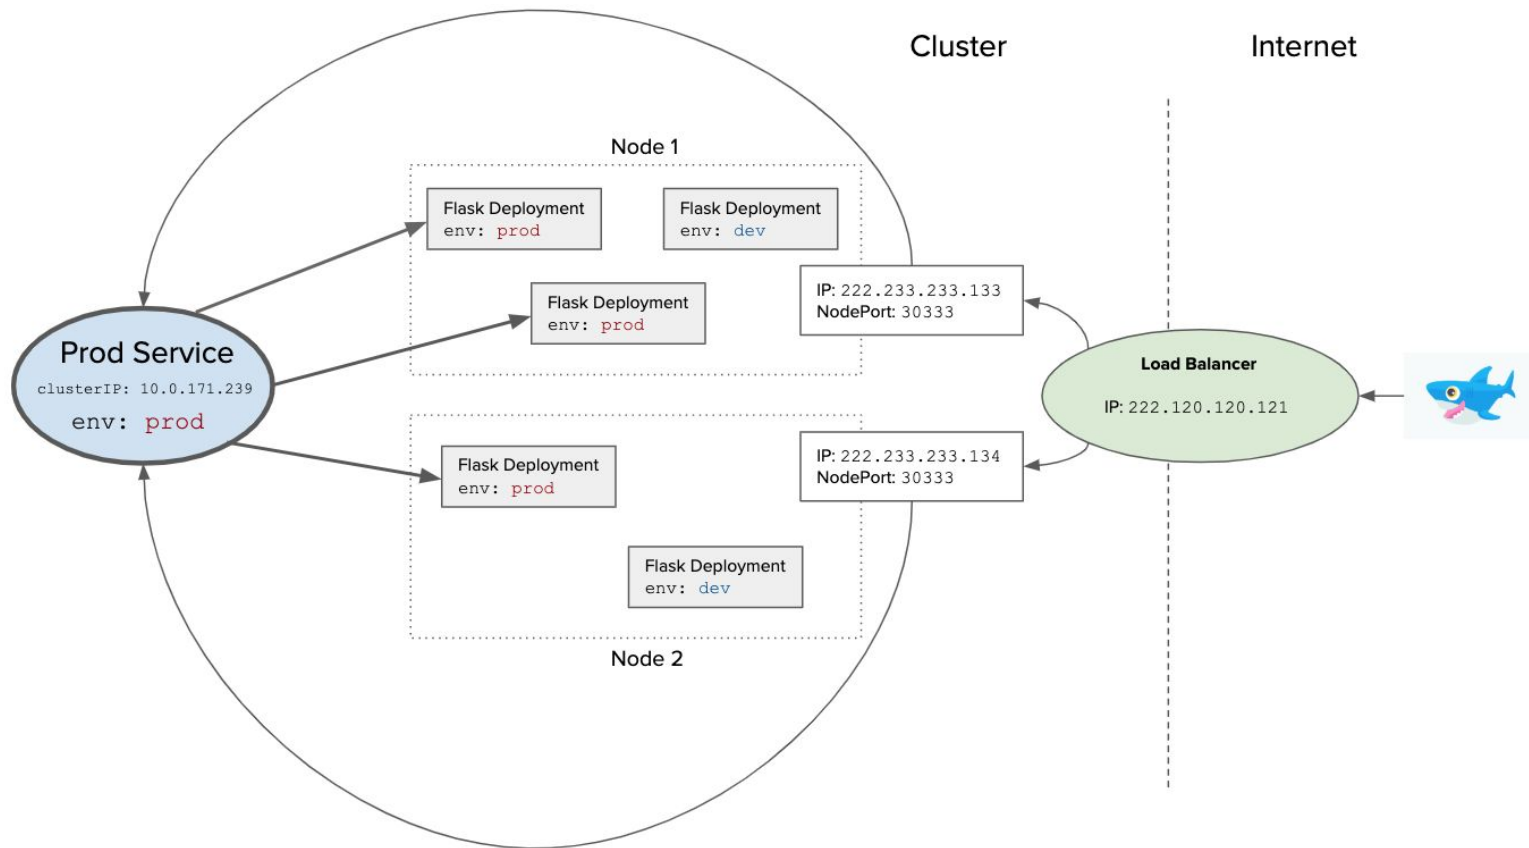 Cluster
Internet
Node 1
Flask Deployment
env: prod
Flask Deployment
env: dev
Flask Deployment
env: prod
IP: 222.233.233.133
NodePort: 30333
Prod Service
clusterIP: 10.0.171.239
env: prod
Load Balancer
IP: 222.120.120.121
Flask Deployment
env: prod
IP: 222.233.233.134
NodePort: 30333
Flask Deployment
env: dev
Node 2